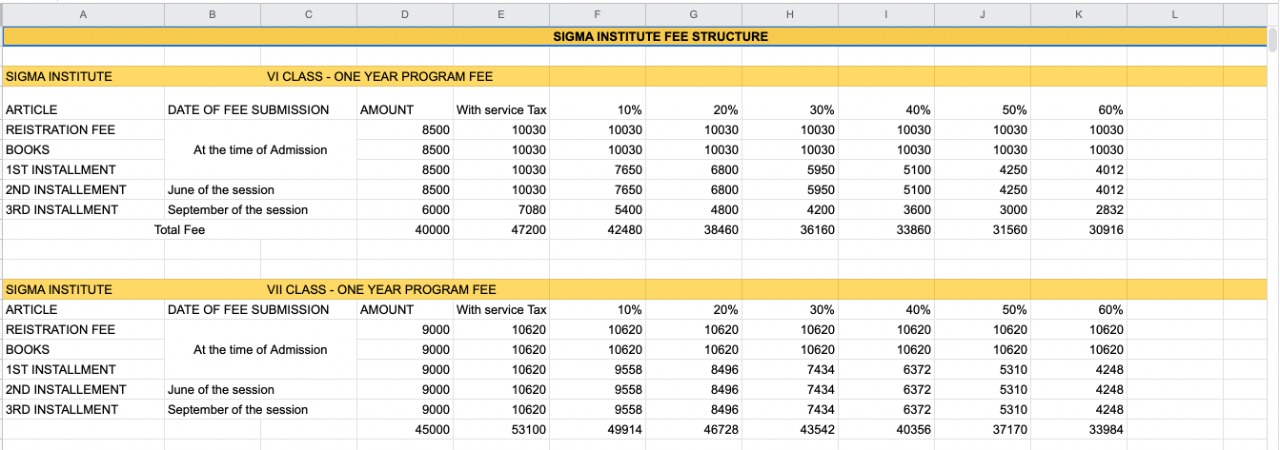 A B C D E F G H I J K L
SIGMA INSTITUTE FEE STRUCTURE
SIGMA INSTITUTE VI CLASS - ONE YEAR PROGRAM FEE
ARTICLE DATE OF FEE SUBMISSION AMOUNT With service Tax 10% 20% 30% 40% 50% 60%
REISTRATION FEE 8500 10030 10030 10030 10030 10030 10030 10030
BOOKS At the time of Admission 8500 10030 10030 10030 10030 10030 10030 10030
1ST INSTALLMENT 8500 10030 7650 6800 5950 5100 4250 4012
2ND INSTALLEMENT June of the session 8500 10030 7650 6800 5950 5100 4250 4012
3RD INSTALLMENT September of the session 6000 7080 5400 4800 4200 3600 3000 2832
Total Fee 40000 47200 42480 38460 36160 33860 31560 30916
SIGMA INSTITUTE VII CLASS - ONE YEAR PROGRAM FEE
ARTICLE DATE OF FEE SUBMISSION AMOUNT With service Tax 10% 20% 30% 40% 50% 60%
REISTRATION FEE 9000 10620 10620 10620 10620 10620 10620 10620
BOOKS At the time of Admission 9000 10620 10620 10620 10620 10620 10620 10620
1ST INSTALLMENT 9000 10620 9558 8496 7434 6372 5310 4248
2ND INSTALLEMENT June of the session 9000 10620 9558 8496 7434 6372 5310 4248
3RD INSTALLMENT September of the session 9000 10620 9558 8496 7434 6372 5310 4248
45000 53100 49914 46728 43542 40356 37170 33984